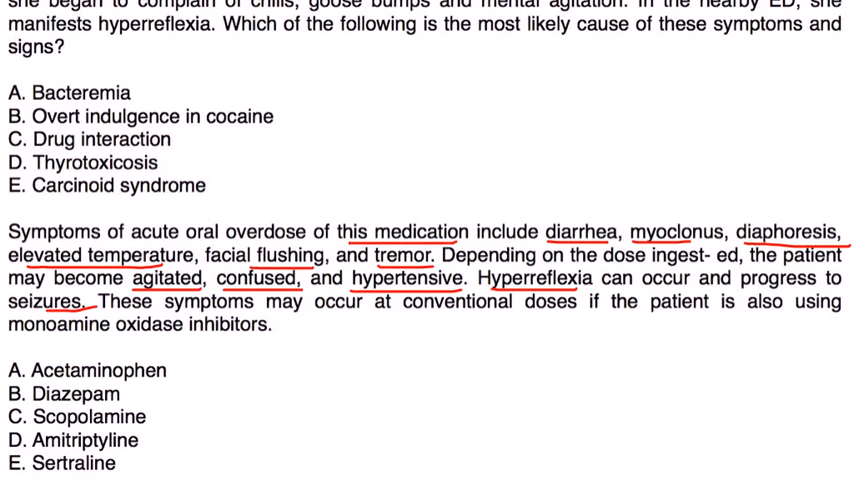 she began to complain of chills, goose bumps and mental agitation. In the nearby ED, she
manifests hyperreflexia. Which of the following is the most likely cause of these symptoms and
signs?
A. Bacteremia
B. Overt indulgence in cocaine
C. Drug interaction
D. Thyrotoxicosis
E. Carcinoid syndrome
Symptoms of acute oral overdose of this medication include diarrhea, myoclonus, diaphoresis,
elevated temperature, facial flushing, and tremor. Depending on the dose ingest- ed, the patient
may become agitated, confused, and hypertensive. Hyperreflexia can occur and progress to
seizures. These symptoms may occur at conventional doses if the patient is also using
monoamine oxidase inhibitors.
A. Acetaminophen
B. Diazepam
C. Scopolamine
D. Amitriptyline
E. Sertraline